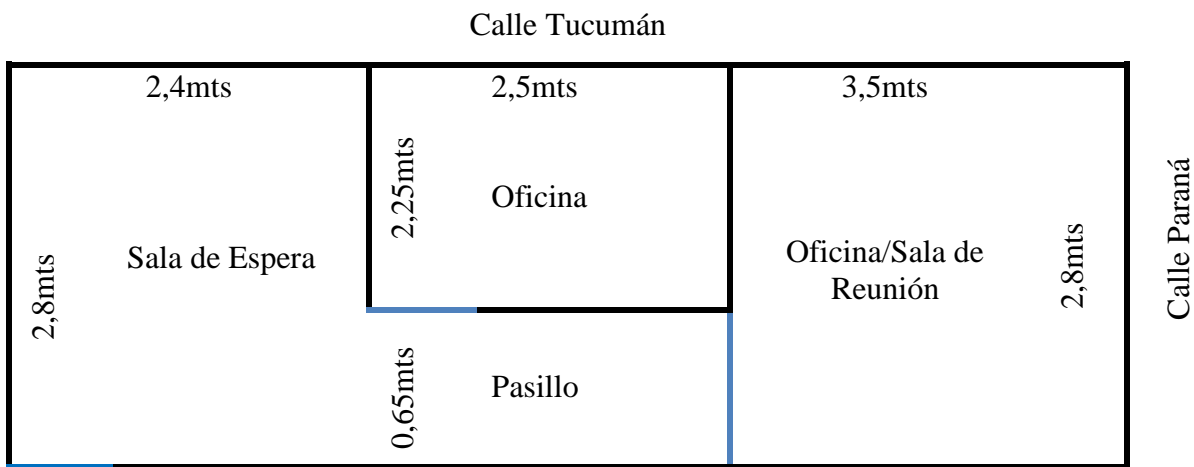 Calle Tucumán
2,4mts
2,5mts
3,5mts
2,25mts
Oficina
Sala de Espera
2,8mts
Oficina/Sala de
Reunión
2,8mts
Calle Paraná
0,65mts
Pasillo